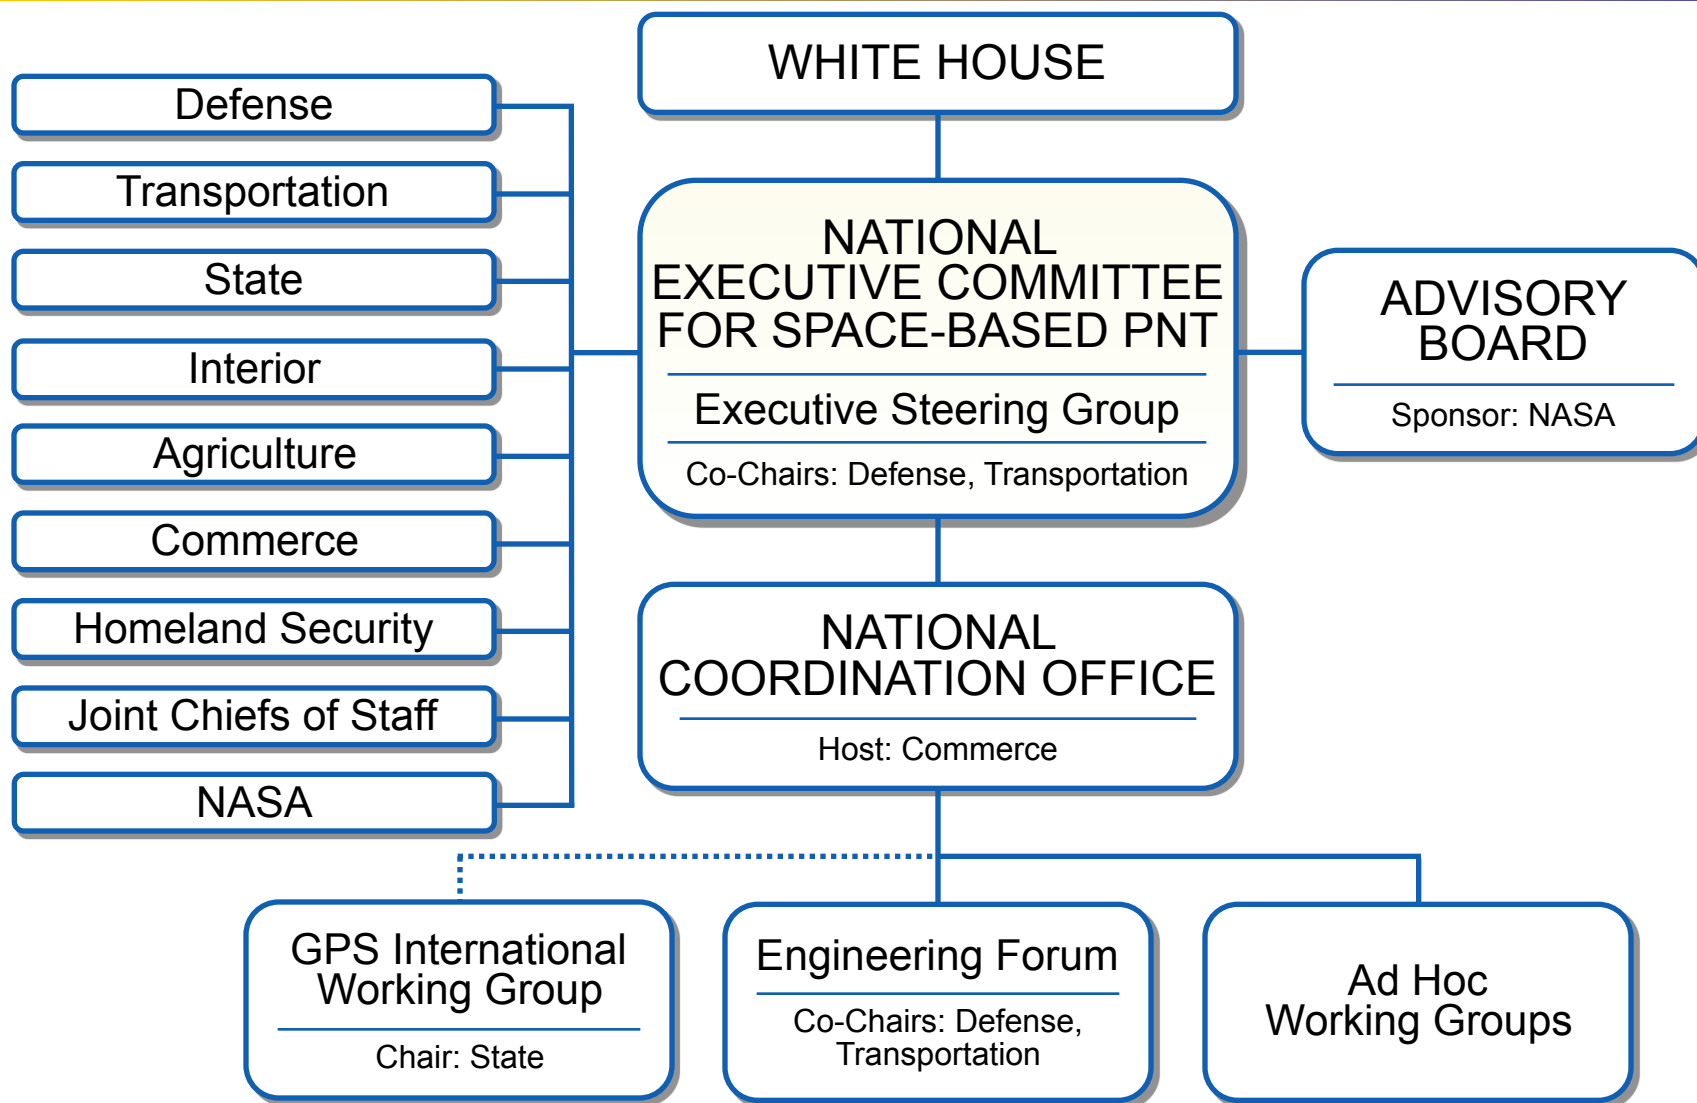 WHITE HOUSE
Defense
Transportation
State
Interior
Agriculture
Commerce
Homeland Security
Joint Chiefs of Staff
NASA
NATIONAL
EXECUTIVE COMMITTEE
FOR SPACE-BASED PNT
Executive Steering Group
Co-Chairs: Defense, Transportation
ADVISORY
BOARD
Sponsor: NASA
NATIONAL
COORDINATION OFFICE
Host: Commerce
GPS International
Working Group
Chair: State
Engineering Forum
Co-Chairs: Defense,
Transportation
Ad Hoc
Working Groups